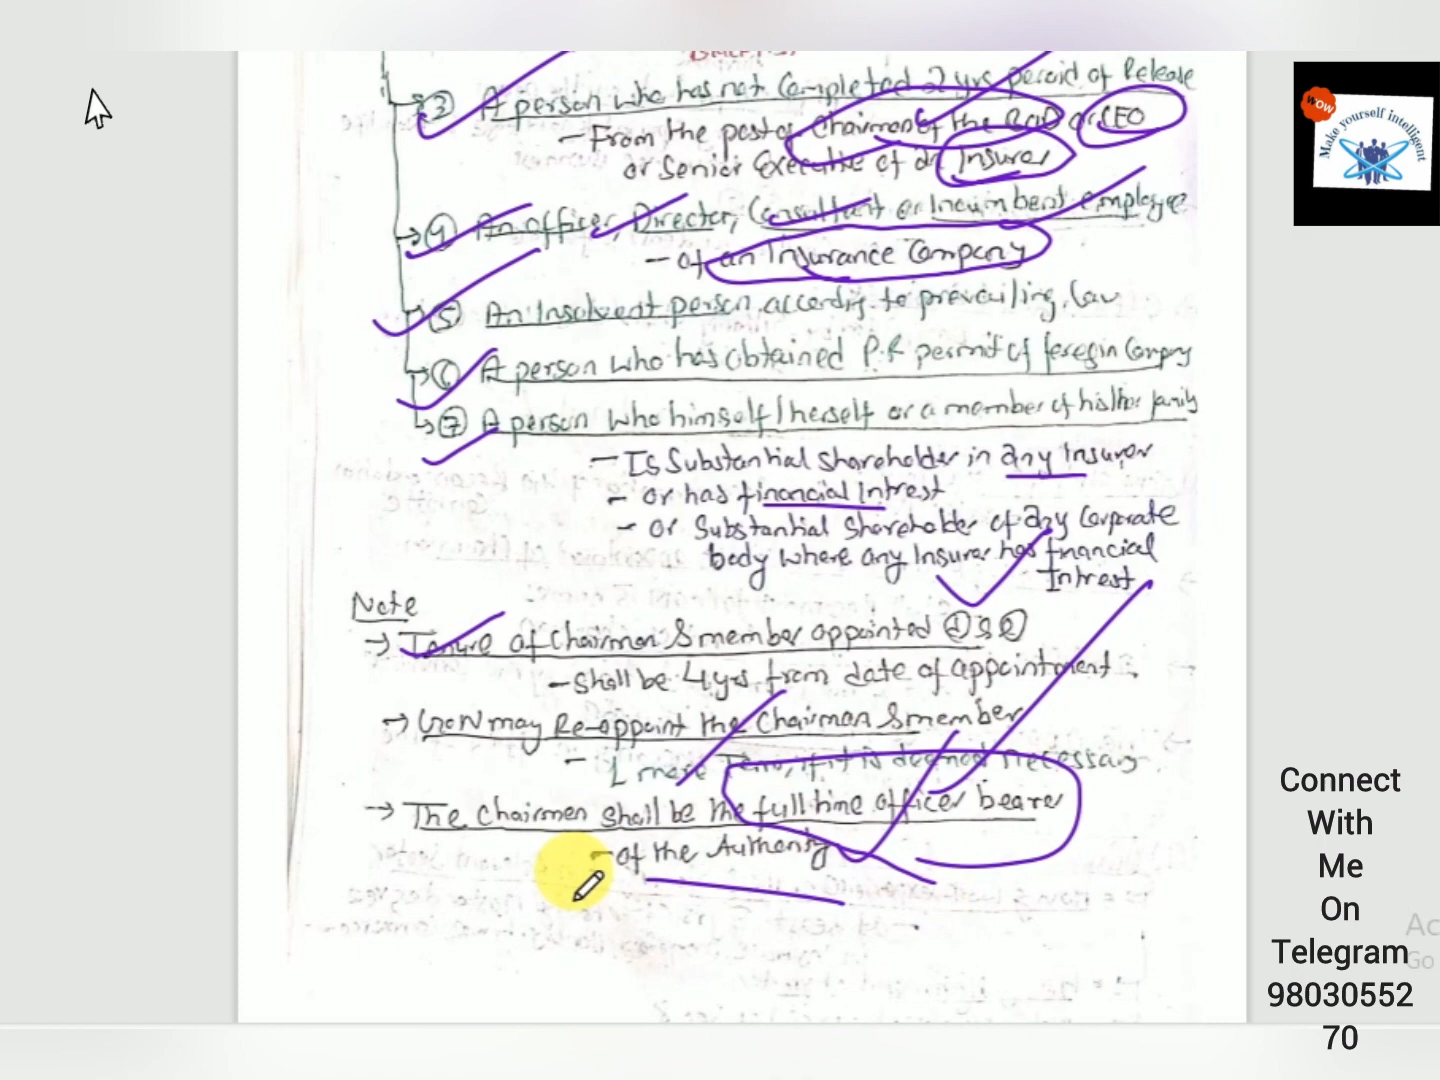 ③ A person who has not Completed 2 yrs peroid of Release
- From the post of Chairman of the BOD or CEO
or Senior Executive of an Insurer
④ An officer, Director, Consultant or Incumbent employee
- of an Insurance Company
⑤ An Insolvent person according to prevailing law
⑥ A person who has obtained P.R permit of foregin Company
⑦ A person who himself/herself or a member of his/her family
- Is Substantial shareholder in any Insurer
- or has financial Intrest
- or Substantial Shareholder of any Corporate
body where any Insurer has financial
Intrest
Note
→ Tenure of Chairman & member appointed ① & ②
- Shall be 4 yrs from date of appointment.
→ GON may Re-appoint the Chairman & member
- 1 more Term, if it is deemed necessary
→ The Chairmen shall be the full time officer bearer
- of the Authority
WOW
Make yourself intelligent
Connect
With
Me
On
Telegram
98030552
70